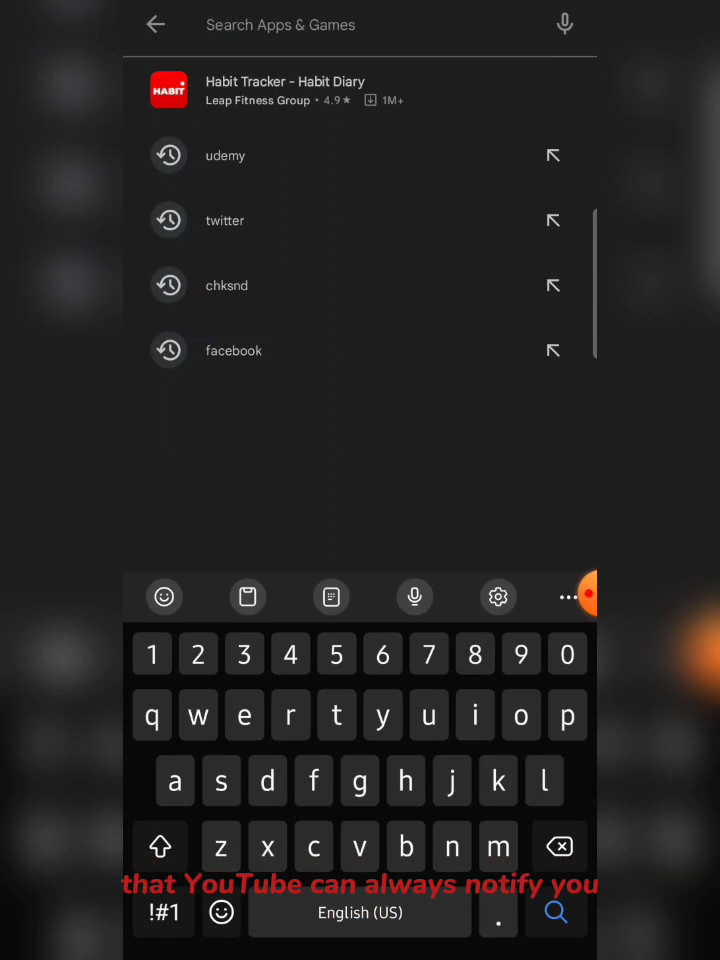 Search Apps & Games
HABIT
Habit Tracker - Habit Diary
Leap Fitness Group • 4.9★ 1M+
udemy
twitter
chksnd
facebook
1 2 3 4 5 6 7 8 9 0
q w e r t y u i o p
a s d f g h j k l
z x c v b n m
that YouTube can always notify you
!#1 English (US) .